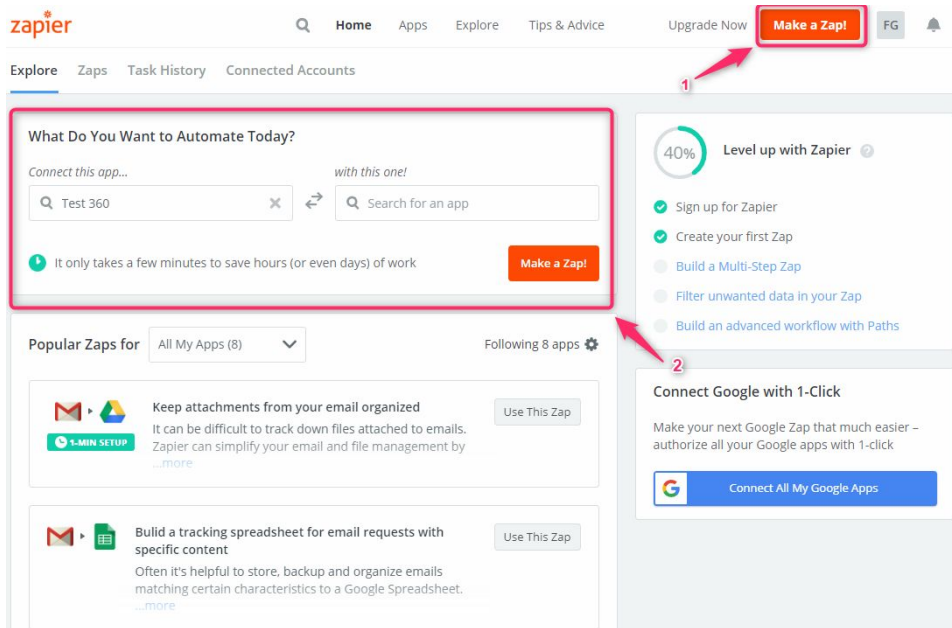 zapier
Home Apps Explore Tips & Advice Upgrade Now Make a Zap! FG
1
Explore Zaps Task History Connected Accounts
What Do You Want to Automate Today?
Connect this app... with this one!
Test 360 Search for an app
It only takes a few minutes to save hours (or even days) of work Make a Zap!
2
Popular Zaps for All My Apps (8) Following 8 apps
1-MIN SETUP
Keep attachments from your email organized
It can be difficult to track down files attached to emails.
Zapier can simplify your email and file management by
...more
Use This Zap
Bulid a tracking spreadsheet for email requests with
specific content
Often it's helpful to store, backup and organize emails
matching certain characteristics to a Google Spreadsheet.
...more
Use This Zap
40% Level up with Zapier ?
Sign up for Zapier
Create your first Zap
Build a Multi-Step Zap
Filter unwanted data in your Zap
Build an advanced workflow with Paths
Connect Google with 1-Click
Make your next Google Zap that much easier –
authorize all your Google apps with 1-click
G Connect All My Google Apps